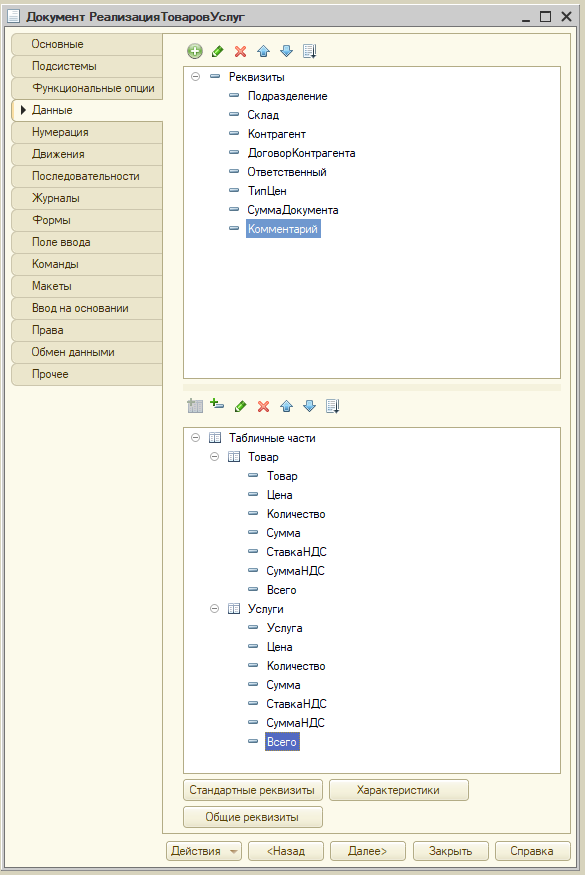 Документ РеализацияТоваровУслуг
Основные
Подсистемы
Функциональные опции
Данные
Нумерация
Движения
Последовательности
Журналы
Формы
Поле ввода
Команды
Макеты
Ввод на основании
Права
Обмен данными
Прочее
Реквизиты
Подразделение
Склад
Контрагент
ДоговорКонтрагента
Ответственный
ТипЦен
СуммаДокумента
Комментарий
Табличные части
Товар
Товар
Цена
Количество
Сумма
СтавкаНДС
СуммаНДС
Всего
Услуги
Услуга
Цена
Количество
Сумма
СтавкаНДС
СуммаНДС
Всего
Стандартные реквизиты
Характеристики
Общие реквизиты
Действия
<Назад
Далее>
Закрыть
Справка